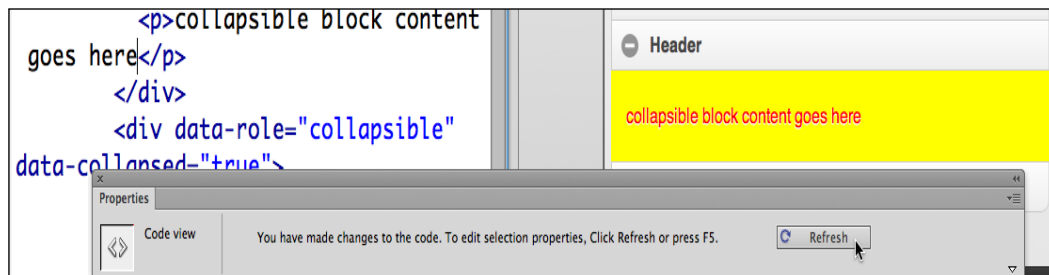 <p>collapsible block content
goes here</p>
</div>
<div data-role="collapsible"
data-collapsed="true">
Header
collapsible block content goes here
Properties
Code view
You have made changes to the code. To edit selection properties, Click Refresh or press F5.
Refresh